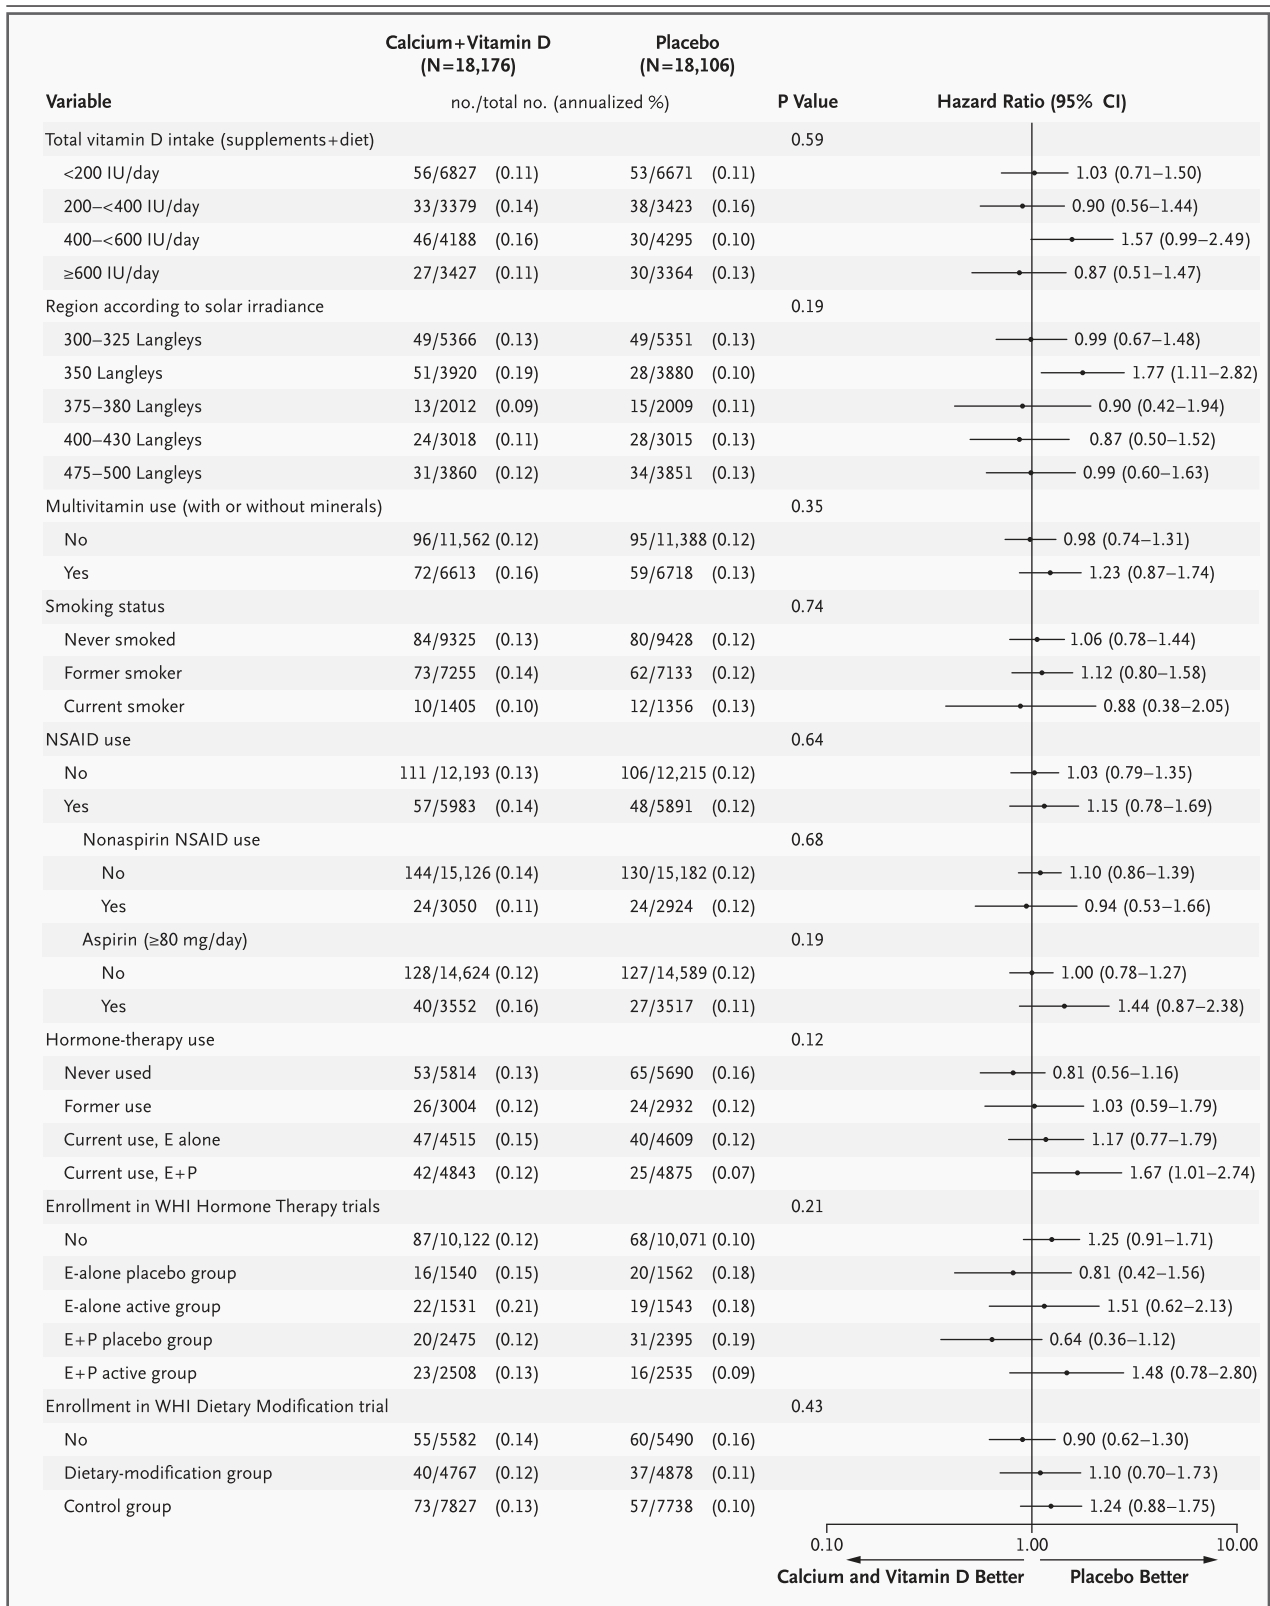 Calcium+Vitamin D Placebo
(N=18,176) (N=18,106)
Variable no./total no. (annualized %) P Value Hazard Ratio (95% CI)
Total vitamin D intake (supplements+diet) 0.59
<200 IU/day 56/6827 (0.11) 53/6671 (0.11) 1.03 (0.71–1.50)
200–<400 IU/day 33/3379 (0.14) 38/3423 (0.16) 0.90 (0.56–1.44)
400–<600 IU/day 46/4188 (0.16) 30/4295 (0.10) 1.57 (0.99–2.49)
≥600 IU/day 27/3427 (0.11) 30/3364 (0.13) 0.87 (0.51–1.47)
Region according to solar irradiance 0.19
300–325 Langleys 49/5366 (0.13) 49/5351 (0.13) 0.99 (0.67–1.48)
350 Langleys 51/3920 (0.19) 28/3880 (0.10) 1.77 (1.11–2.82)
375–380 Langleys 13/2012 (0.09) 15/2009 (0.11) 0.90 (0.42–1.94)
400–430 Langleys 24/3018 (0.11) 28/3015 (0.13) 0.87 (0.50–1.52)
475–500 Langleys 31/3860 (0.12) 34/3851 (0.13) 0.99 (0.60–1.63)
Multivitamin use (with or without minerals) 0.35
No 96/11,562 (0.12) 95/11,388 (0.12) 0.98 (0.74–1.31)
Yes 72/6613 (0.16) 59/6718 (0.13) 1.23 (0.87–1.74)
Smoking status 0.74
Never smoked 84/9325 (0.13) 80/9428 (0.12) 1.06 (0.78–1.44)
Former smoker 73/7255 (0.14) 62/7133 (0.12) 1.12 (0.80–1.58)
Current smoker 10/1405 (0.10) 12/1356 (0.13) 0.88 (0.38–2.05)
NSAID use 0.64
No 111 /12,193 (0.13) 106/12,215 (0.12) 1.03 (0.79–1.35)
Yes 57/5983 (0.14) 48/5891 (0.12) 1.15 (0.78–1.69)
Nonaspirin NSAID use 0.68
No 144/15,126 (0.14) 130/15,182 (0.12) 1.10 (0.86–1.39)
Yes 24/3050 (0.11) 24/2924 (0.12) 0.94 (0.53–1.66)
Aspirin (≥80 mg/day) 0.19
No 128/14,624 (0.12) 127/14,589 (0.12) 1.00 (0.78–1.27)
Yes 40/3552 (0.16) 27/3517 (0.11) 1.44 (0.87–2.38)
Hormone-therapy use 0.12
Never used 53/5814 (0.13) 65/5690 (0.16) 0.81 (0.56–1.16)
Former use 26/3004 (0.12) 24/2932 (0.12) 1.03 (0.59–1.79)
Current use, E alone 47/4515 (0.15) 40/4609 (0.12) 1.17 (0.77–1.79)
Current use, E+P 42/4843 (0.12) 25/4875 (0.07) 1.67 (1.01–2.74)
Enrollment in WHI Hormone Therapy trials 0.21
No 87/10,122 (0.12) 68/10,071 (0.10) 1.25 (0.91–1.71)
E-alone placebo group 16/1540 (0.15) 20/1562 (0.18) 0.81 (0.42–1.56)
E-alone active group 22/1531 (0.21) 19/1543 (0.18) 1.51 (0.62–2.13)
E+P placebo group 20/2475 (0.12) 31/2395 (0.19) 0.64 (0.36–1.12)
E+P active group 23/2508 (0.13) 16/2535 (0.09) 1.48 (0.78–2.80)
Enrollment in WHI Dietary Modification trial 0.43
No 55/5582 (0.14) 60/5490 (0.16) 0.90 (0.62–1.30)
Dietary-modification group 40/4767 (0.12) 37/4878 (0.11) 1.10 (0.70–1.73)
Control group 73/7827 (0.13) 57/7738 (0.10) 1.24 (0.88–1.75)
0.10 1.00 10.00
Calcium and Vitamin D Better Placebo Better